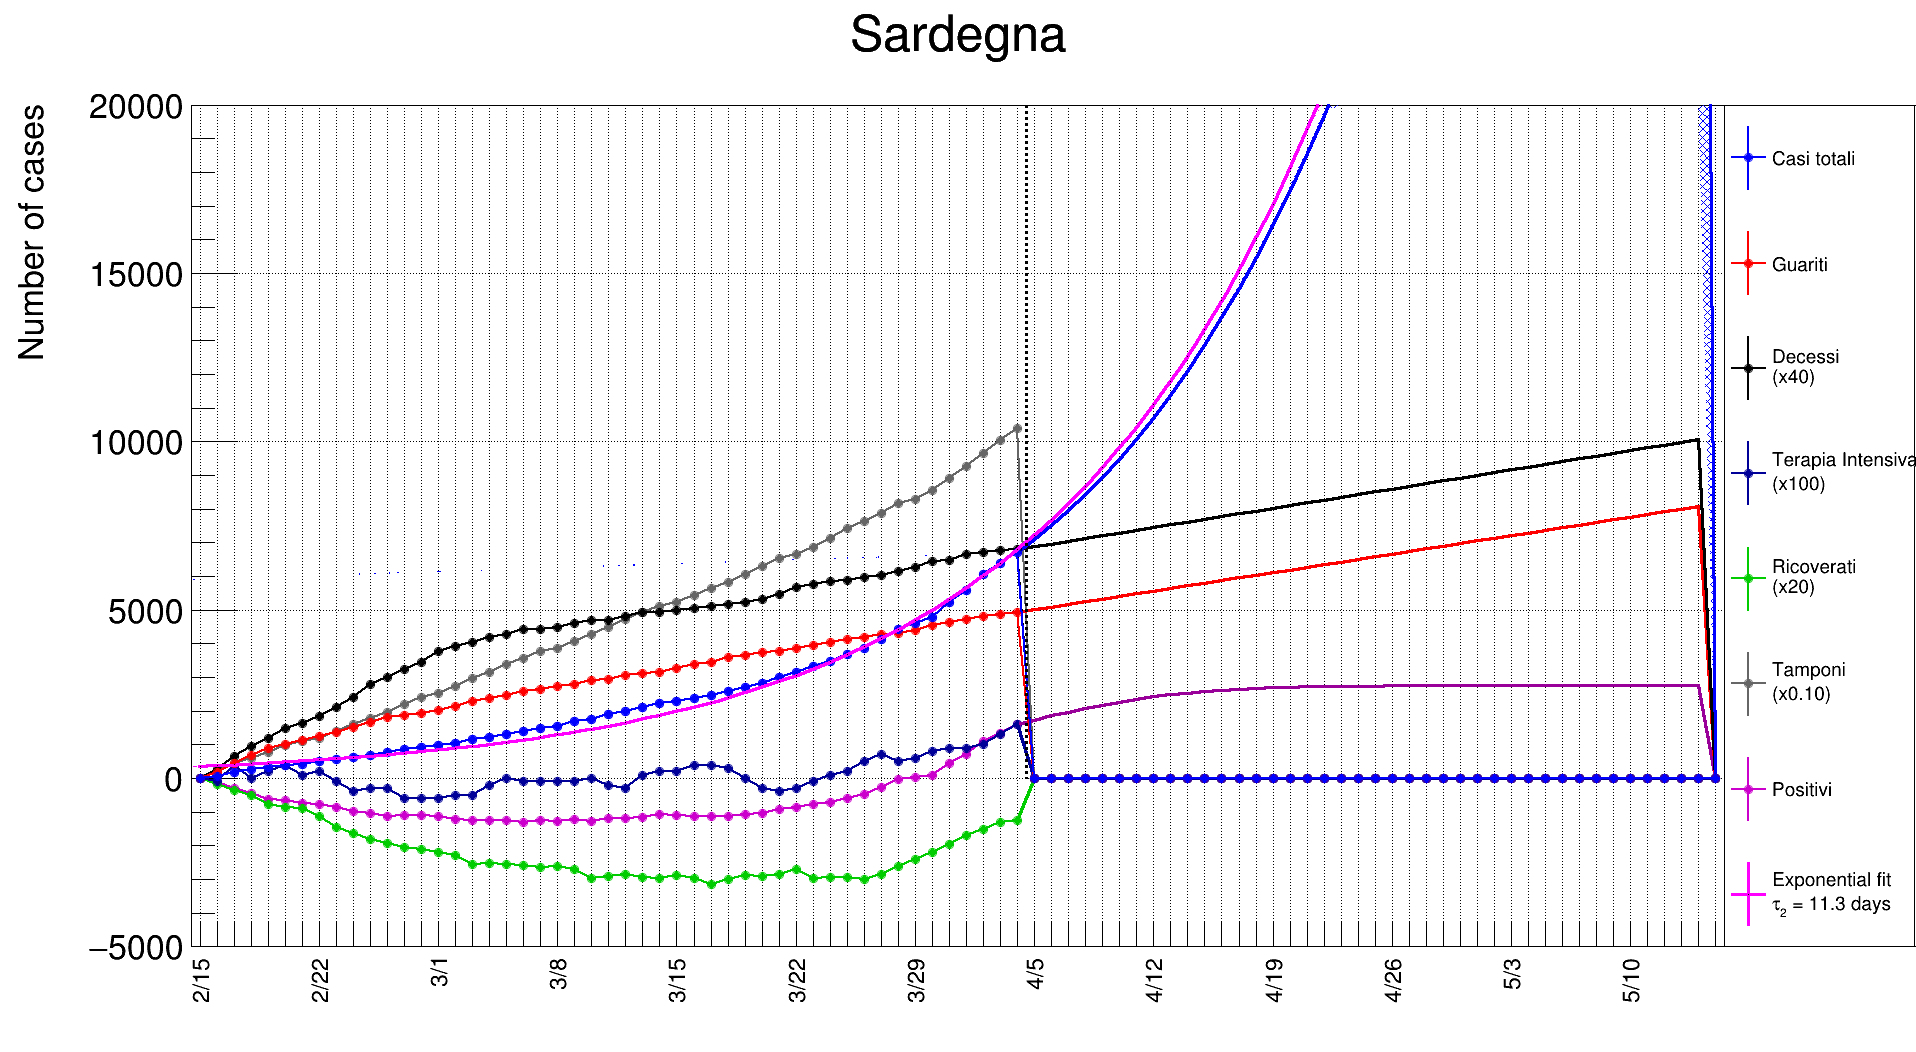 Sardegna
Number of cases
20000
15000
10000
5000
0
−5000
2/15
2/22
3/1
3/8
3/15
3/22
3/29
4/5
4/12
4/19
4/26
5/3
5/10
Casi totali
Guariti
Decessi
(x40)
Terapia Intensiva
(x100)
Ricoverati
(x20)
Tamponi
(x0.10)
Positivi
Exponential fit
τ2 = 11.3 days